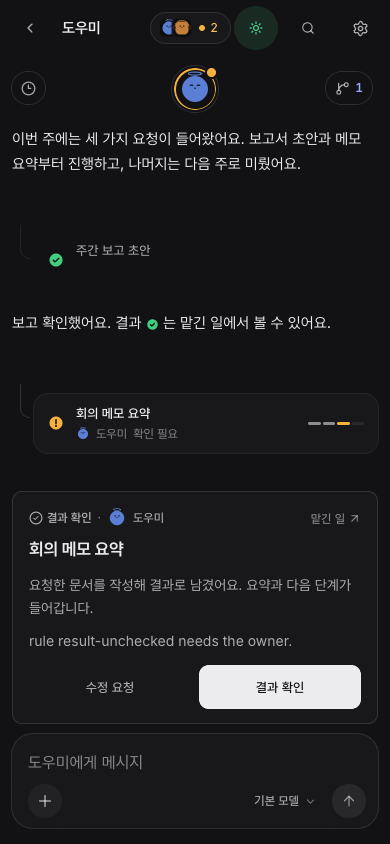 도우미
2
1
이번 주에는 세 가지 요청이 들어왔어요. 보고서 초안과 메모
요약부터 진행하고, 나머지는 다음 주로 미뤘어요.
주간 보고 초안
보고 확인했어요. 결과 는 맡긴 일에서 볼 수 있어요.
회의 메모 요약
도우미 확인 필요
결과 확인 · 도우미
맡긴 일
회의 메모 요약
요청한 문서를 작성해 결과로 남겼어요. 요약과 다음 단계가
들어갑니다.
rule result-unchecked needs the owner.
수정 요청
결과 확인
도우미에게 메시지
기본 모델